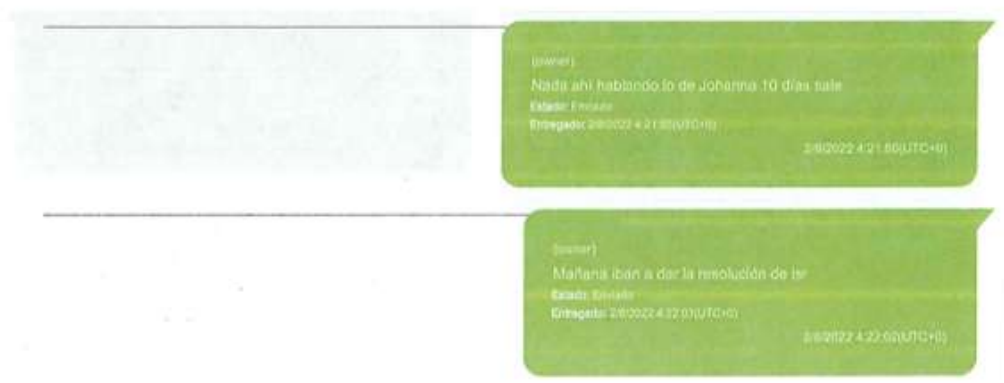 (owner)
Nada ahi hablando lo de Johanna 10 días sale
Estado: Enviado
Entregado: 2/8/2022 4:21:50(UTC+0)
2/8/2022 4:21:50(UTC+0)
(owner)
Mañana iban a dar la resolución de isr
Estado: Enviado
Entregado: 2/8/2022 4:22:03(UTC+0)
2/8/2022 4:22:02(UTC+0)